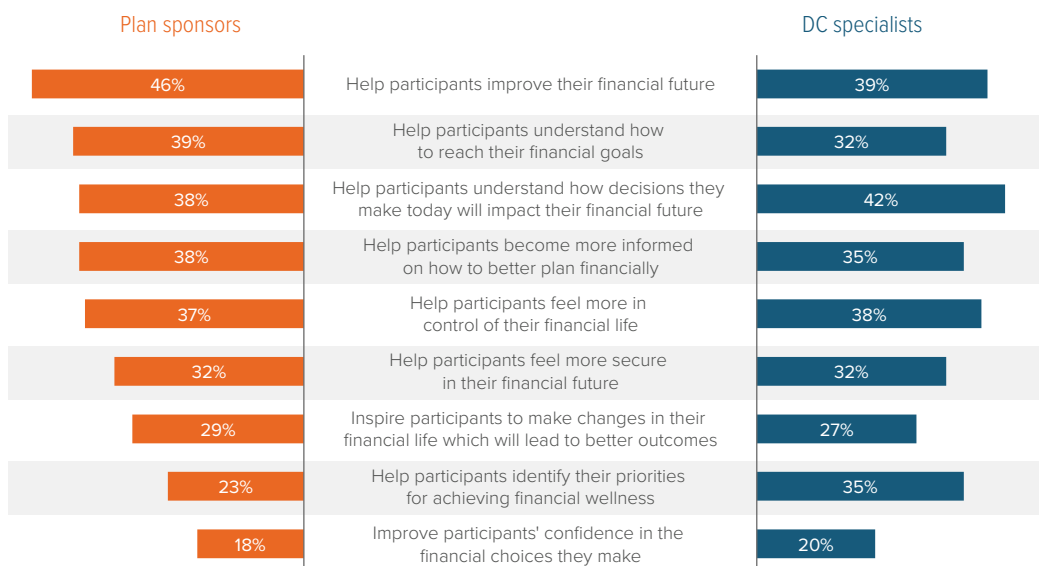 Plan sponsors
DC specialists
46%
Help participants improve their financial future
39%
39%
Help participants understand how
to reach their financial goals
32%
38%
Help participants understand how decisions they
make today will impact their financial future
42%
38%
Help participants become more informed
on how to better plan financially
35%
37%
Help participants feel more in
control of their financial life
38%
32%
Help participants feel more secure
in their financial future
32%
29%
Inspire participants to make changes in their
financial life which will lead to better outcomes
27%
23%
Help participants identify their priorities
for achieving financial wellness
35%
18%
Improve participants' confidence in the
financial choices they make
20%